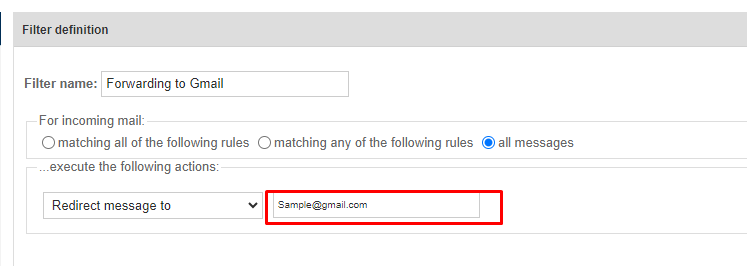 Filter definition
Filter name: Forwarding to Gmail
For incoming mail:
matching all of the following rules matching any of the following rules all messages
...execute the following actions:
Redirect message to Sample@gmail.com